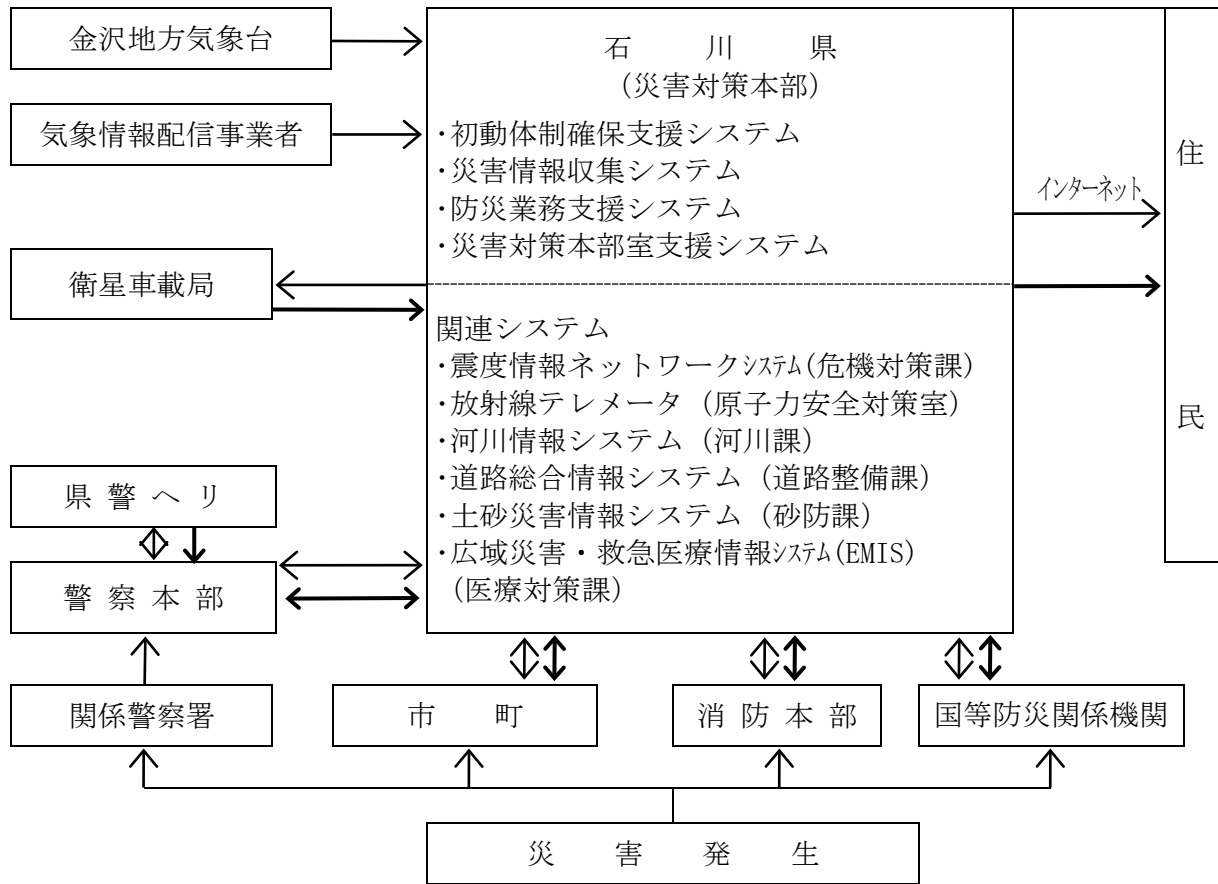 金沢地方気象台
気象情報配信事業者
衛星車載局
県警ヘリ
警察本部
関係警察署
石川県
(災害対策本部)
・初動体制確保支援システム
・災害情報収集システム
・防災業務支援システム
・災害対策本部室支援システム
関連システム
・震度情報ネットワークシステム(危機対策課)
・放射線テレメータ(原子力安全対策室)
・河川情報システム(河川課)
・道路総合情報システム(道路整備課)
・土砂災害情報システム(砂防課)
・広域災害・救急医療情報システム(EMIS)
(医療対策課)
インターネット
住民
市町
消防本部
国等防災関係機関
災害発生